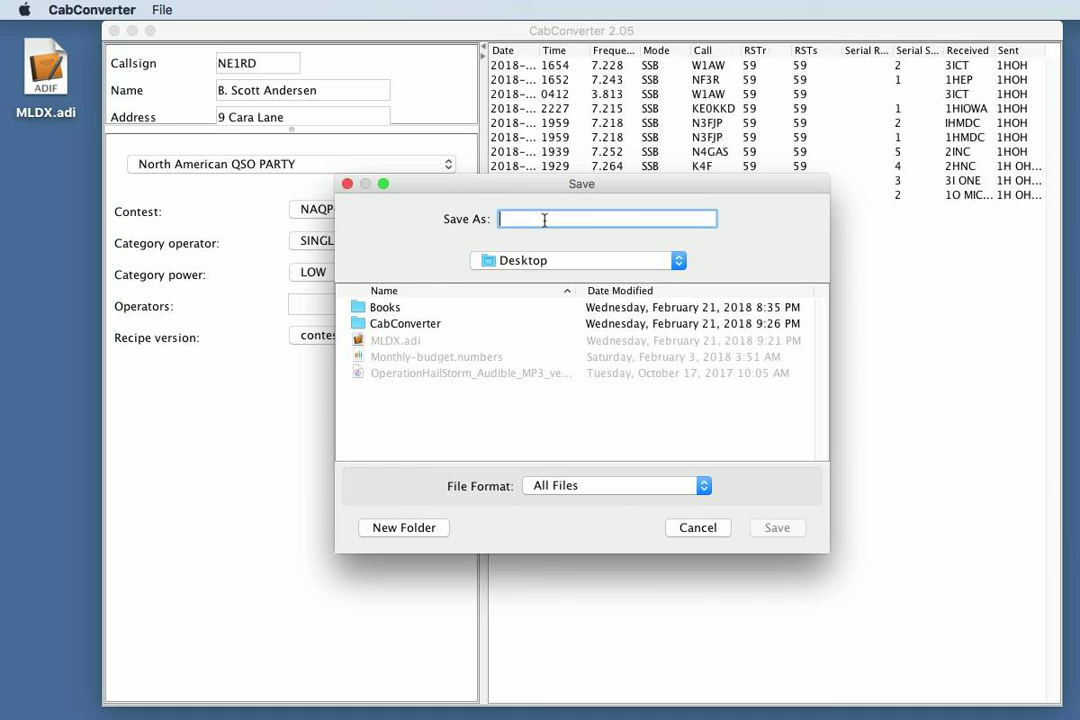 CabConverter File
CabConverter 2.05
ADIF
MLDX.adi
Callsign NE1RD
Name B. Scott Andersen
Address 9 Cara Lane
North American QSO PARTY
Contest: NAQP
Category operator: SINGL
Category power: LOW
Operators:
Recipe version: contes
Date Time Freque... Mode Call RSTr RSTs Serial R... Serial S... Received Sent
2018-... 1654 7.228 SSB W1AW 59 59 2 3ICT 1HOH
2018-... 1652 7.243 SSB NF3R 59 59 1 1HEP 1HOH
2018-... 0412 3.813 SSB W1AW 59 59 3ICT 1HOH
2018-... 2227 7.215 SSB KE0KKD 59 59 1 1HIOWA 1HOH
2018-... 1959 7.218 SSB N3FJP 59 59 2 IHMDC 1HOH
2018-... 1959 7.218 SSB N3FJP 59 59 1 1HMDC 1HOH
2018-... 1939 7.252 SSB N4GAS 59 59 5 2INC 1HOH
2018-... 1929 7.264 SSB K4F 59 59 4 2HNC 1H OH...
3 3I ONE 1H OH...
2 1O MIC... 1H OH...
Save
Save As:
Desktop
Name Date Modified
Books Wednesday, February 21, 2018 8:35 PM
CabConverter Wednesday, February 21, 2018 9:26 PM
MLDX.adi Wednesday, February 21, 2018 9:21 PM
Monthly-budget.numbers Saturday, February 3, 2018 3:51 AM
OperationHailStorm_Audible_MP3_ve... Tuesday, October 17, 2017 10:05 AM
File Format: All Files
New Folder Cancel Save